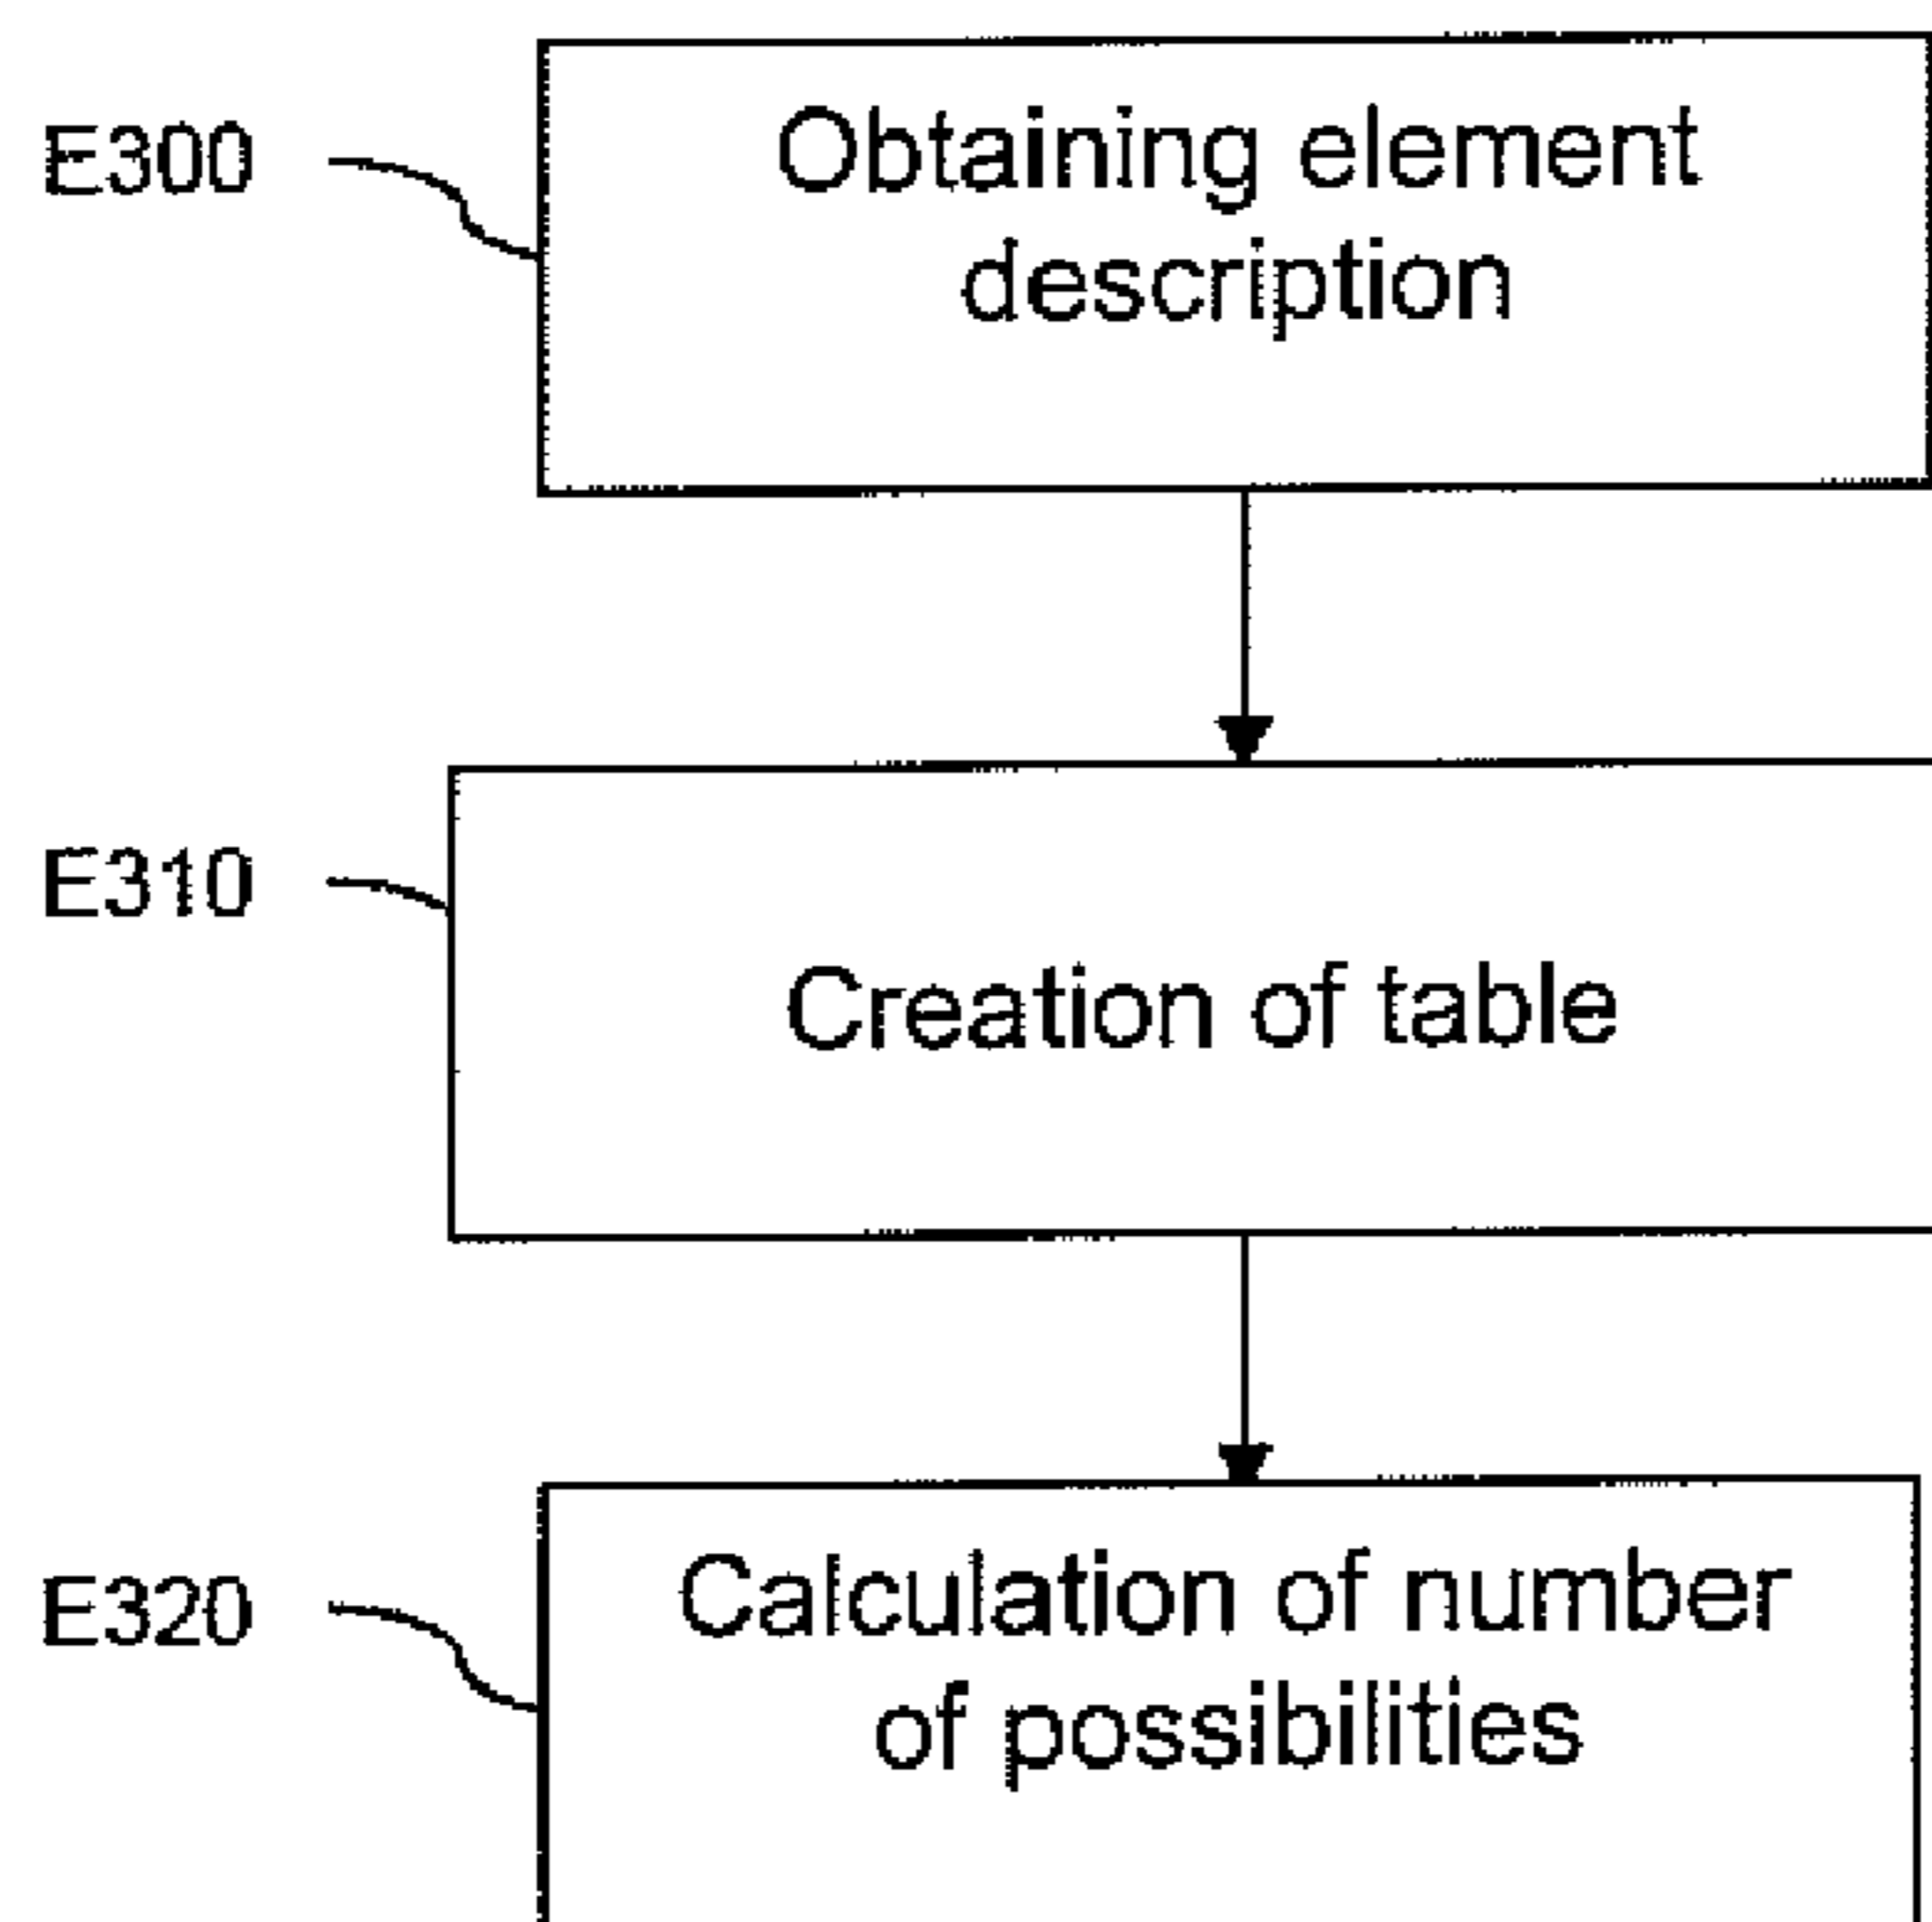 E300
Obtaining element
description
E310
Creation of table
E320
Calculation of number
of possibilities